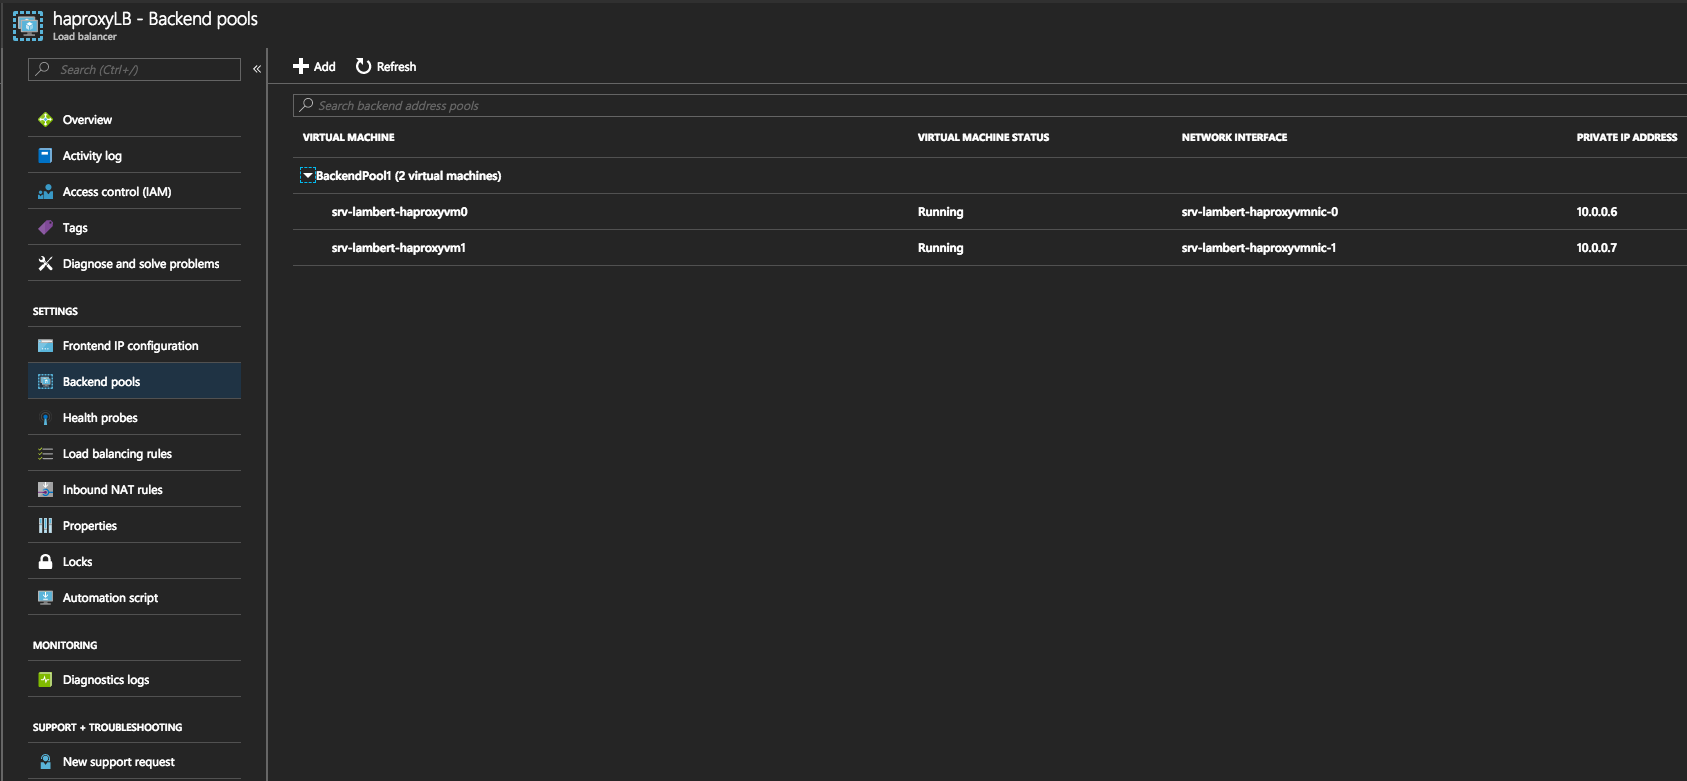 haproxyLB - Backend pools
Load balancer
Search (Ctrl+/)
«
Overview
Activity log
Access control (IAM)
Tags
Diagnose and solve problems
SETTINGS
Frontend IP configuration
Backend pools
Health probes
Load balancing rules
Inbound NAT rules
Properties
Locks
Automation script
MONITORING
Diagnostics logs
SUPPORT + TROUBLESHOOTING
New support request
Add Refresh
Search backend address pools
VIRTUAL MACHINE VIRTUAL MACHINE STATUS NETWORK INTERFACE PRIVATE IP ADDRESS
BackendPool1 (2 virtual machines)
srv-lambert-haproxyvm0 Running srv-lambert-haproxyvmnic-0 10.0.0.6
srv-lambert-haproxyvm1 Running srv-lambert-haproxyvmnic-1 10.0.0.7